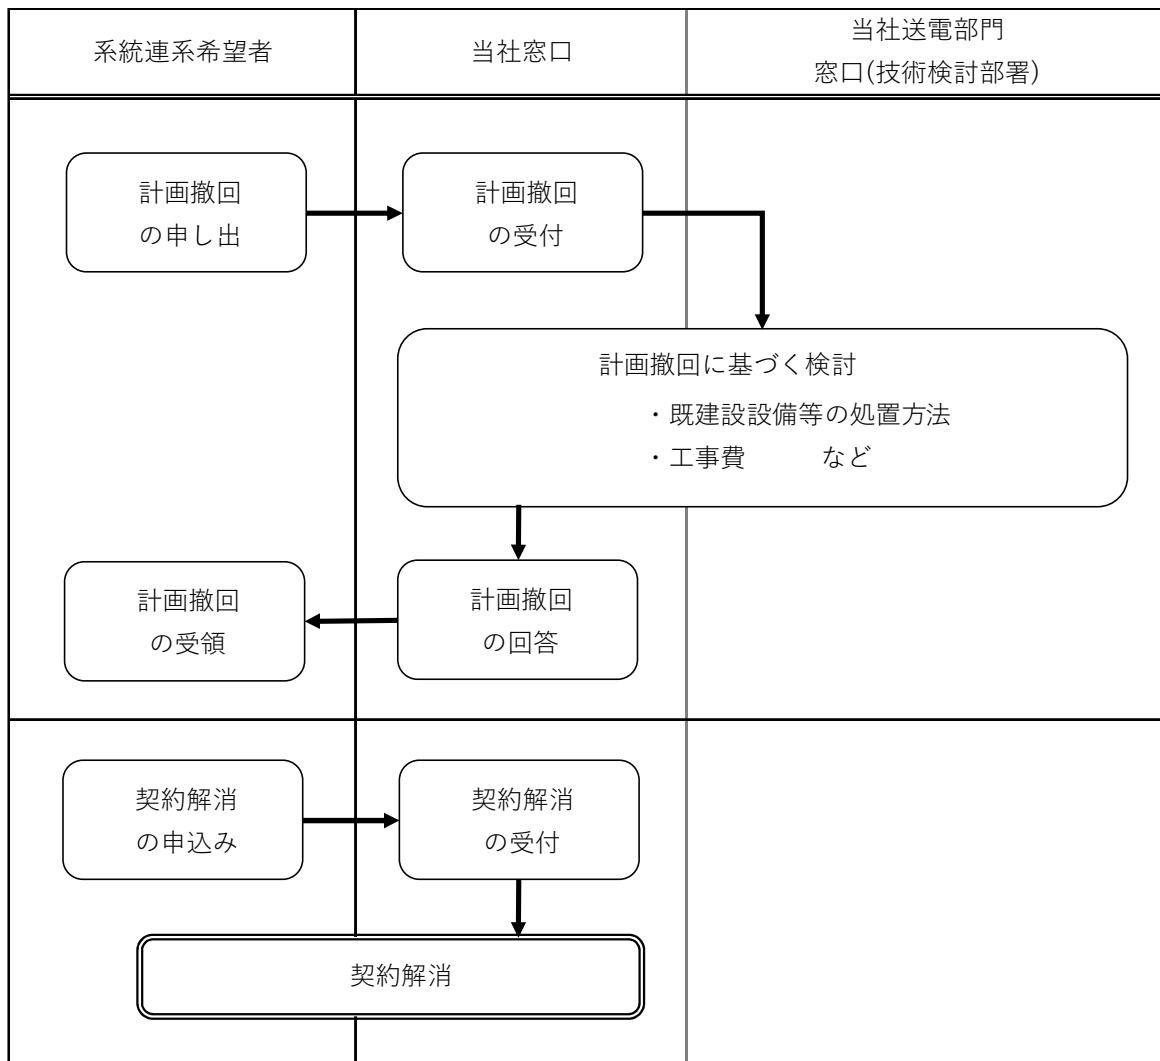 系統連系希望者
当社窓口
当社送電部門
窓口(技術検討部署)
計画撤回
の申し出
計画撤回
の受付
計画撤回に基づく検討
・既建設設備等の処置方法
・工事費 など
計画撤回
の受領
計画撤回
の回答
契約解消
の申込み
契約解消
の受付
契約解消